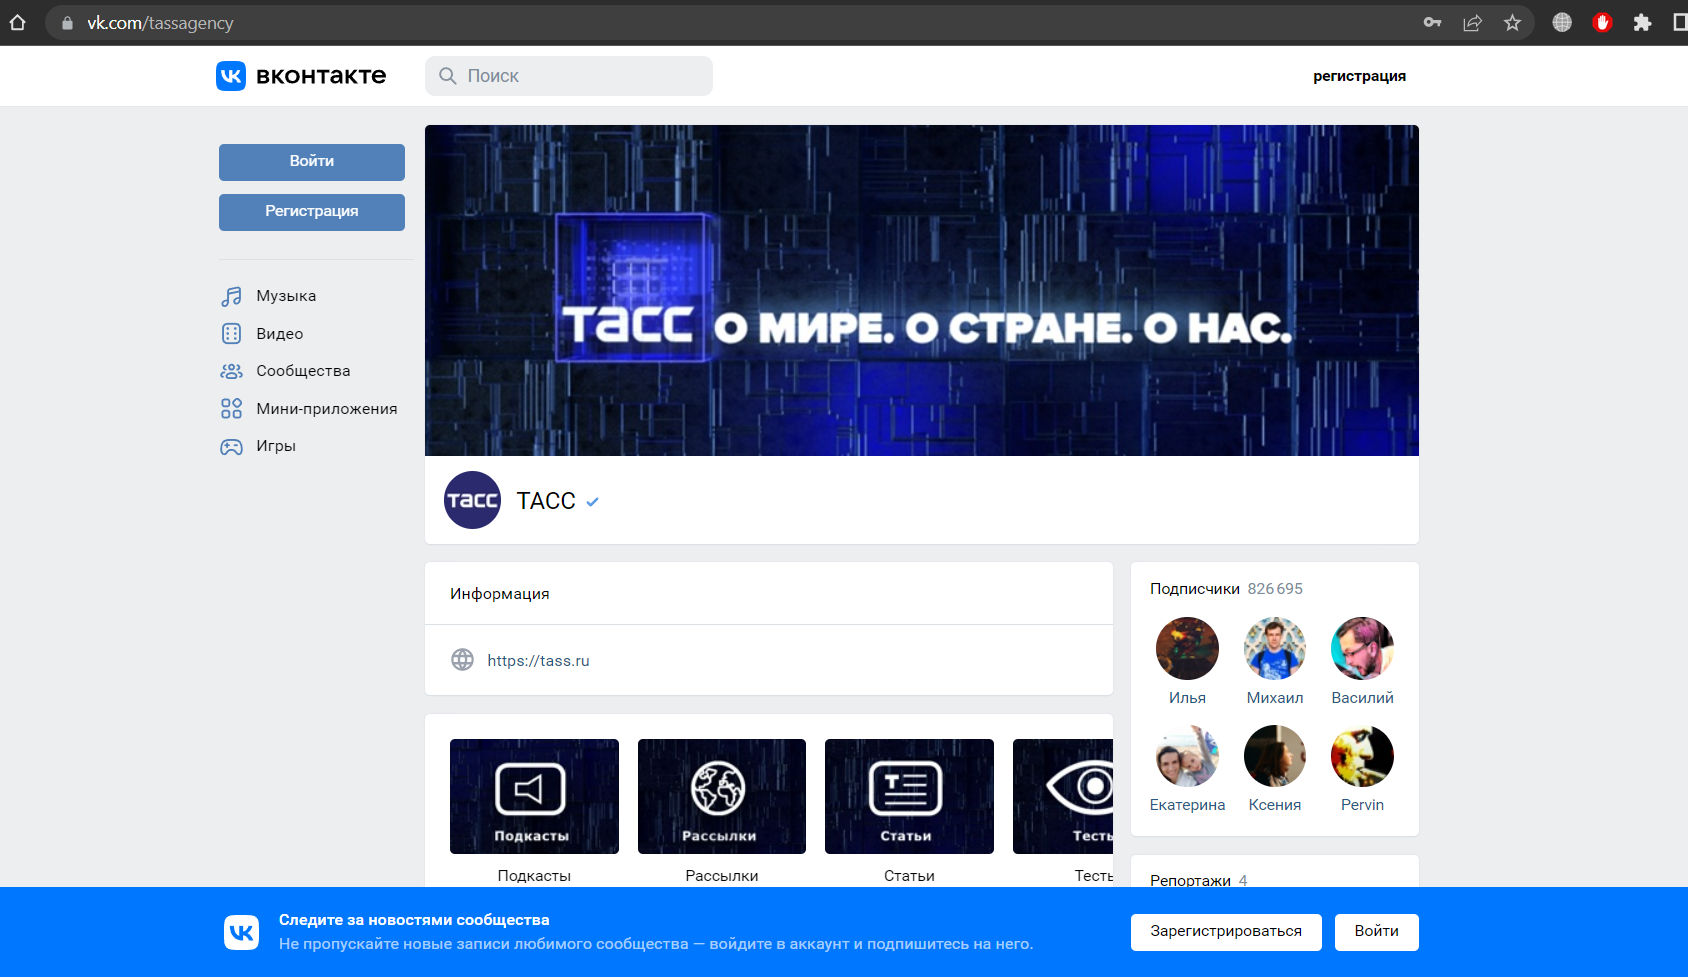 vk.com/tassagency
вконтакте
Поиск
регистрация
Войти
Регистрация
Музыка
Видео
Сообщества
Мини-приложения
Игры
ТАСС О МИРЕ. О СТРАНЕ. О НАС.
ТАСС
ТАСС
Информация
https://tass.ru
Подкасты
Рассылки
Статьи
Тесты
Подкасты
Рассылки
Статьи
Тесты
Подписчики 826 695
Илья
Михаил
Василий
Екатерина
Ксения
Pervin
Репортажи 4
Следите за новостями сообщества
Не пропускайте новые записи любимого сообщества — войдите в аккаунт и подпишитесь на него.
Зарегистрироваться
Войти